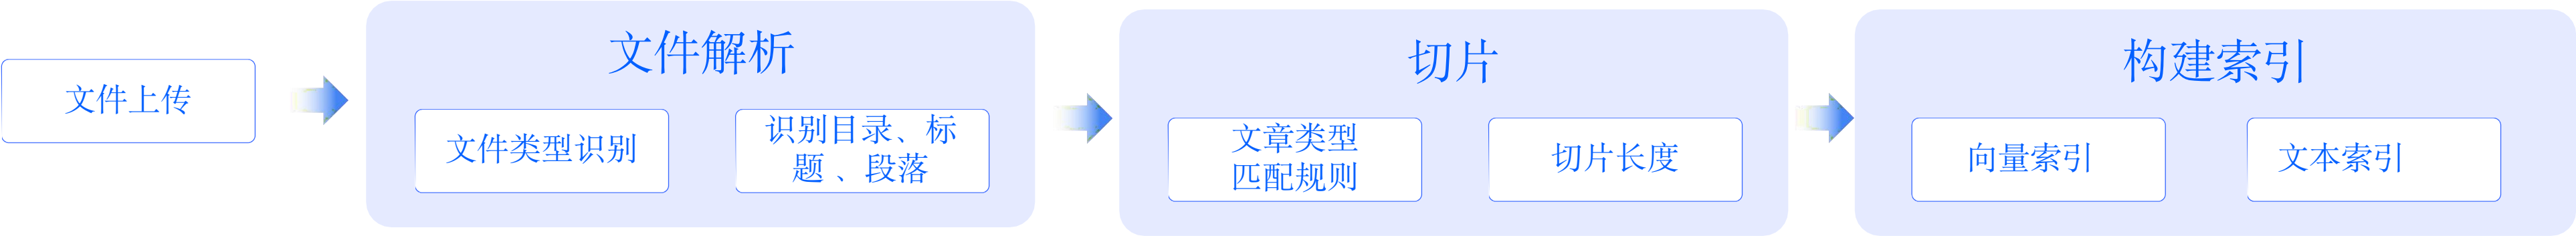 文件上传
文件解析
文件类型识别
识别目录、标
题 、段落
切片
文章类型
匹配规则
切片长度
构建索引
向量索引
文本索引